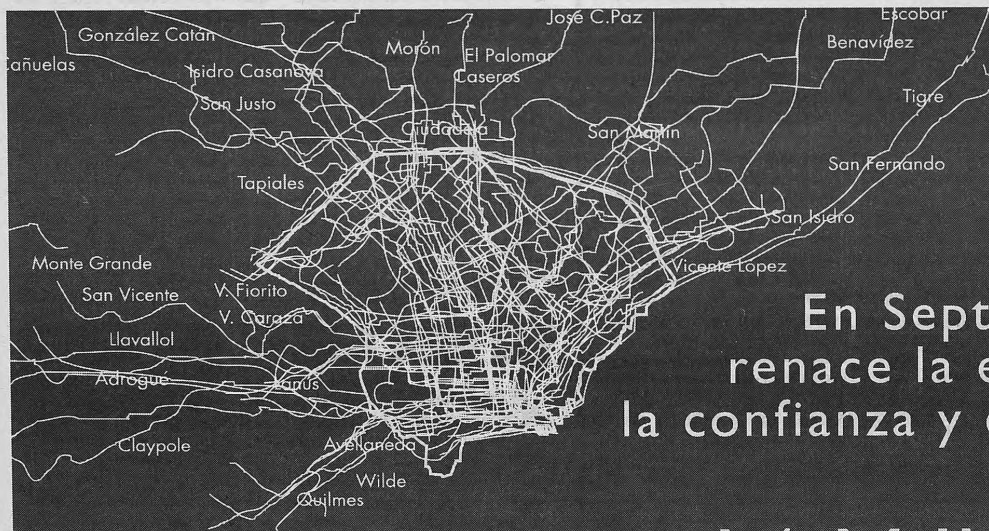 José C.Paz
Escobar
González Catán
Morón
El Palomar
Caseros
Benavídez
Cañuelas
Isidro Casanova
San Justo
Tigre
Ciudadela
San Martín
San Fernando
Tapiales
San Isidro
Monte Grande
Vicente Lopez
V. Fiorito
San Vicente
V. Caraza
Llavallol
Adrogué
Lanus
Claypole
Avellaneda
Wilde
Quilmes
En Sept
renace la e
la confianza y